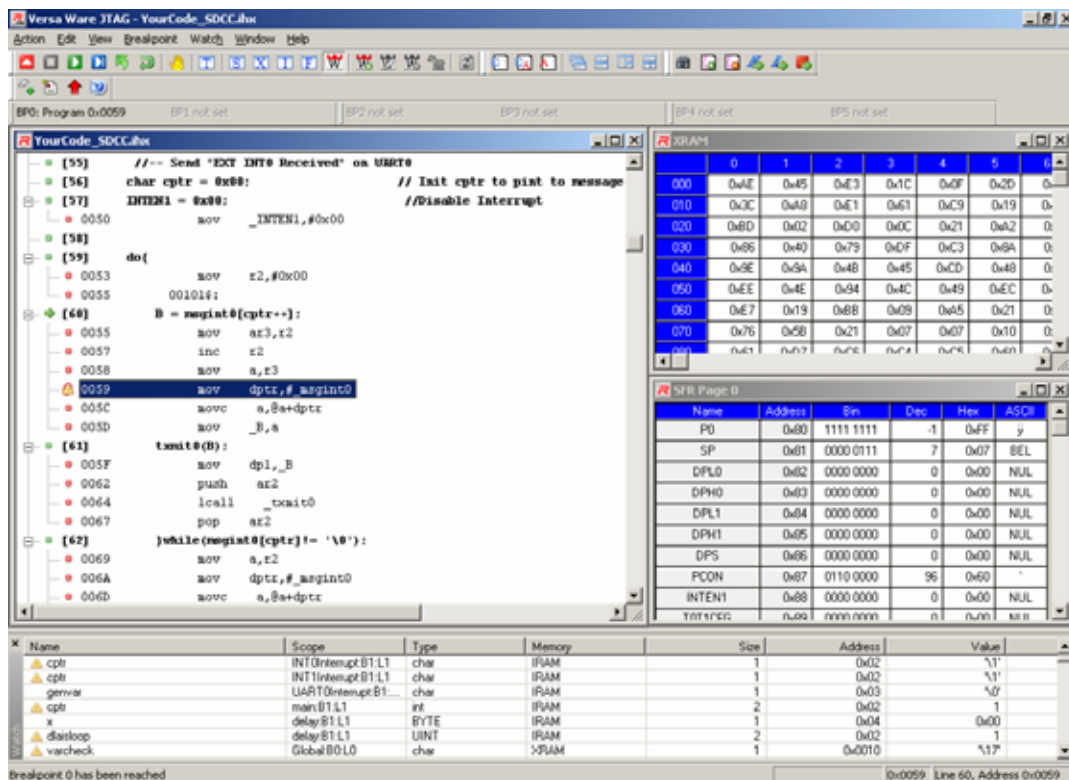 Versa Ware JTAG - YourCode_SDCC.ihx
Action Edit View Breakpoint Watch Window Help
BP0: Program 0x0059 BP1 not set BP2 not set BP3 not set BP4 not set BP5 not set
YourCode_SDCC.ihx
[55] //-- Send "EXT INT0 Received" on UART0
[56] char cptr = 0x00; // Init cptr to pint to message
[57] INTEN1 = 0x00; //Disable Interrupt
0050 mov _INTEN1,#0x00
[58]
[59] do{
0053 mov r2,#0x00
0055 00101$:
[60] B = msgint0[cptr++];
0055 mov ar3,r2
0057 inc r2
0058 mov a,r3
0059 mov dptr,#_msgint0
005C movc a,@a+dptr
005D mov _B,a
[61] txmit0(B);
005F mov dpl,_B
0062 push ar2
0064 lcall _txmit0
0067 pop ar2
[62] }while(msgint0[cptr]!= '\0');
0069 mov a,r2
006A mov dptr,#_msgint0
006D movc a,@a+dptr
XRAM
0 1 2 3 4 5 6
000 0xAE 0x45 0xE3 0x1C 0x0F 0x2D
010 0x3C 0xA8 0xE1 0x61 0xC9 0x19
020 0xBD 0x02 0xD0 0x0C 0x21 0xA2
030 0x86 0x40 0x79 0xDF 0xC3 0x8A
040 0x9E 0x9A 0x4B 0x45 0xCD 0x48
050 0xEE 0x4E 0x94 0x4C 0x49 0xEC
060 0xE7 0x19 0xBB 0x09 0xA5 0x21
070 0x76 0x5B 0x21 0x07 0x07 0x10
080 0x61 0xD7 0xC6 0xC4 0xC5 0x60
SFR Page 0
Name Address Bin Dec Hex ASCII
P0 0x80 1111 1111 -1 0xFF ÿ
SP 0x81 0000 0111 7 0x07 BEL
DPL0 0x82 0000 0000 0 0x00 NUL
DPH0 0x83 0000 0000 0 0x00 NUL
DPL1 0x84 0000 0000 0 0x00 NUL
DPH1 0x85 0000 0000 0 0x00 NUL
DPS 0x86 0000 0000 0 0x00 NUL
PCON 0x87 0110 0000 96 0x60 `
INTEN1 0x88 0000 0000 0 0x00 NUL
T0T1CFG 0x89 0000 0000 0 0x00 NUL
Name Scope Type Memory Size Address Value
cptr INT0Interrupt:B1:L1 char IRAM 1 0x02 '\1'
cptr INT1Interrupt:B1:L1 char IRAM 1 0x02 '\1'
genvar UART0Interrupt:B1:... char IRAM 1 0x03 '\0'
cptr main:B1:L1 int IRAM 2 0x02 1
x delay:B1:L1 BYTE IRAM 1 0x04 0x00
dlaisloop delay:B1:L1 UINT IRAM 2 0x02 1
varcheck Global:B0:L0 char XRAM 1 0x0010 '\17'
Watch
Breakpoint 0 has been reached 0x0059 Line 60, Address 0x0059